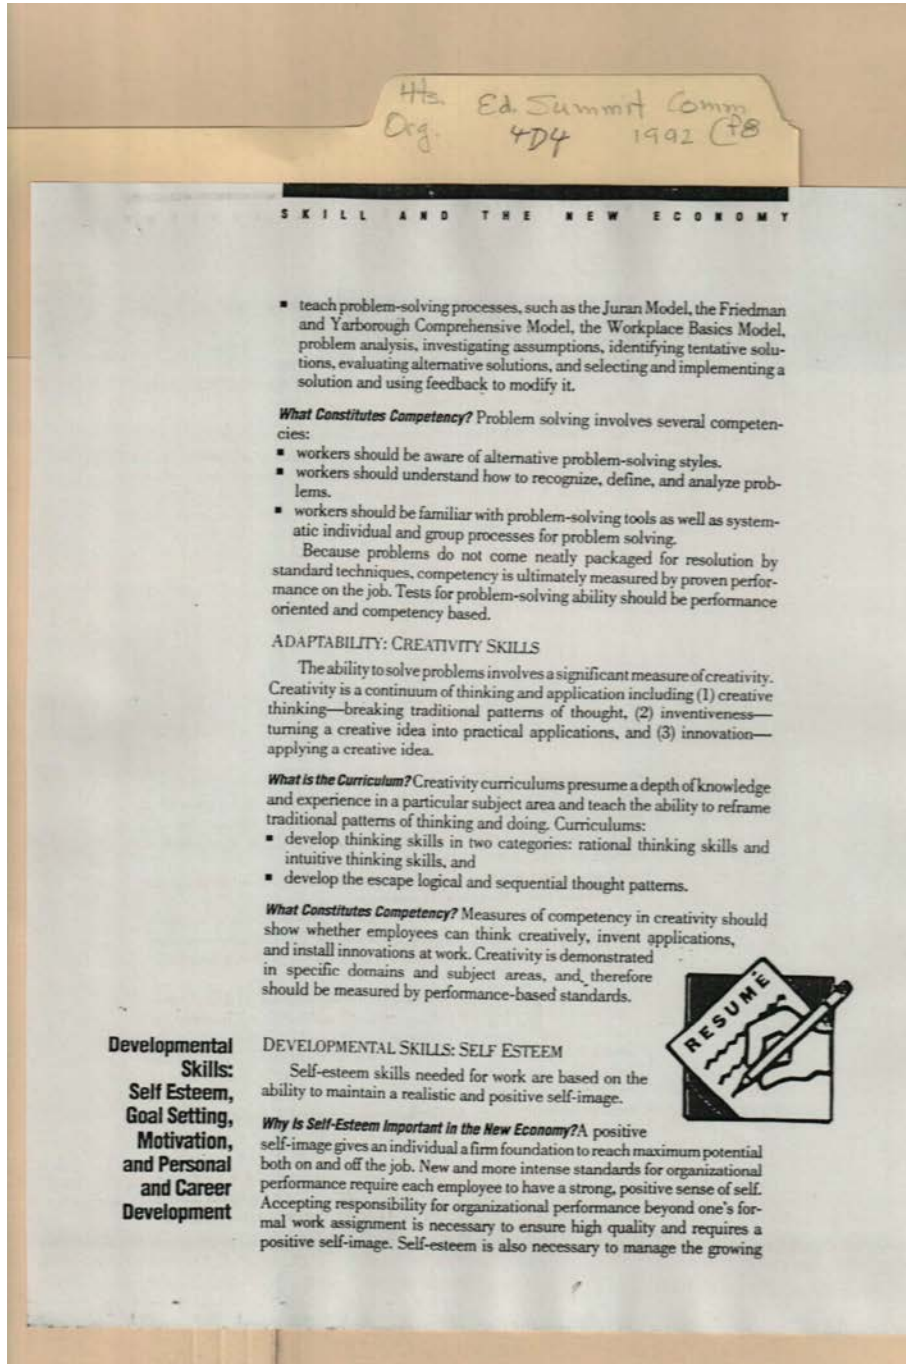 Hts. Ed. Summit Comm
Org. 4D4 1992 (f8
SKILL AND THE NEW ECONOMY
▪ teach problem-solving processes, such as the Juran Model, the Friedman
and Yarborough Comprehensive Model, the Workplace Basics Model,
problem analysis, investigating assumptions, identifying tentative solu-
tions, evaluating alternative solutions, and selecting and implementing a
solution and using feedback to modify it.
What Constitutes Competency? Problem solving involves several competen-
cies:
▪ workers should be aware of alternative problem-solving styles.
▪ workers should understand how to recognize, define, and analyze prob-
lems.
▪ workers should be familiar with problem-solving tools as well as system-
atic individual and group processes for problem solving.
Because problems do not come neatly packaged for resolution by
standard techniques, competency is ultimately measured by proven perfor-
mance on the job. Tests for problem-solving ability should be performance
oriented and competency based.
ADAPTABILITY: CREATIVITY SKILLS
The ability to solve problems involves a significant measure of creativity.
Creativity is a continuum of thinking and application including (1) creative
thinking—breaking traditional patterns of thought, (2) inventiveness—
turning a creative idea into practical applications, and (3) innovation—
applying a creative idea.
What is the Curriculum? Creativity curriculums presume a depth of knowledge
and experience in a particular subject area and teach the ability to reframe
traditional patterns of thinking and doing. Curriculums:
▪ develop thinking skills in two categories: rational thinking skills and
intuitive thinking skills, and
▪ develop the escape logical and sequential thought patterns.
What Constitutes Competency? Measures of competency in creativity should
show whether employees can think creatively, invent applications,
and install innovations at work. Creativity is demonstrated
in specific domains and subject areas, and, therefore
should be measured by performance-based standards.
RESUMÉ
Developmental
Skills:
Self Esteem,
Goal Setting,
Motivation,
and Personal
and Career
Development
DEVELOPMENTAL SKILLS: SELF ESTEEM
Self-esteem skills needed for work are based on the
ability to maintain a realistic and positive self-image.
Why Is Self-Esteem Important in the New Economy? A positive
self-image gives an individual a firm foundation to reach maximum potential
both on and off the job. New and more intense standards for organizational
performance require each employee to have a strong, positive sense of self.
Accepting responsibility for organizational performance beyond one's for-
mal work assignment is necessary to ensure high quality and requires a
positive self-image. Self-esteem is also necessary to manage the growing